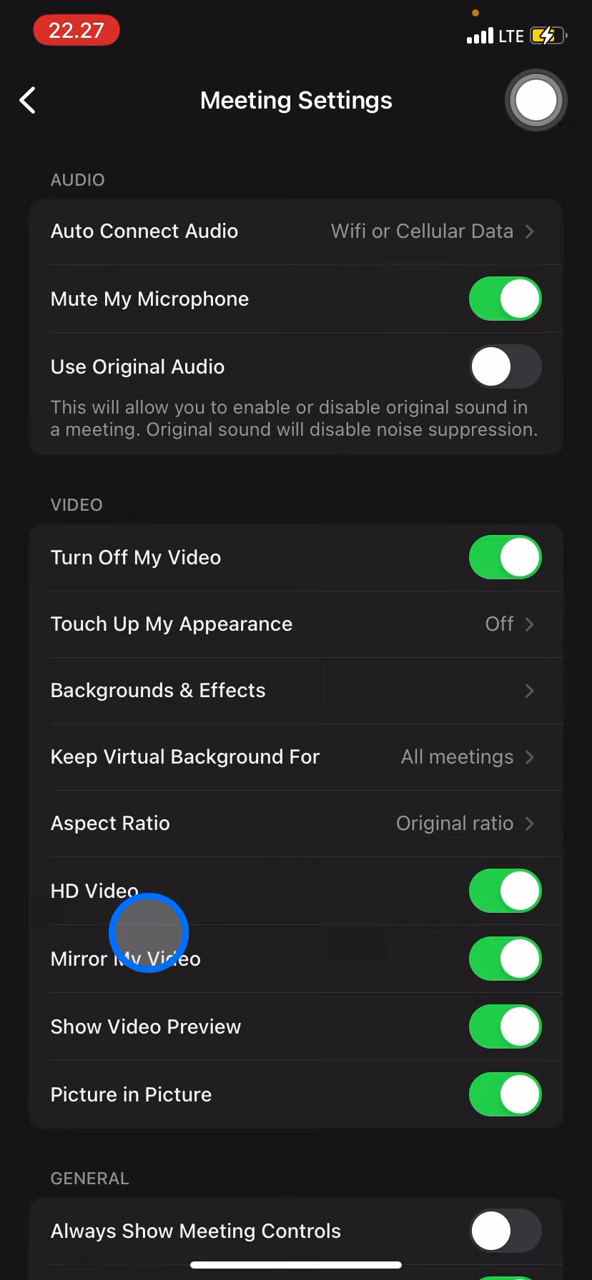 22.27
LTE
Meeting Settings
AUDIO
Auto Connect Audio
Wifi or Cellular Data
Mute My Microphone
Use Original Audio
This will allow you to enable or disable original sound in
a meeting. Original sound will disable noise suppression.
VIDEO
Turn Off My Video
Touch Up My Appearance
Off
Backgrounds & Effects
Keep Virtual Background For
All meetings
Aspect Ratio
Original ratio
HD Video
Mirror My Video
Show Video Preview
Picture in Picture
GENERAL
Always Show Meeting Controls